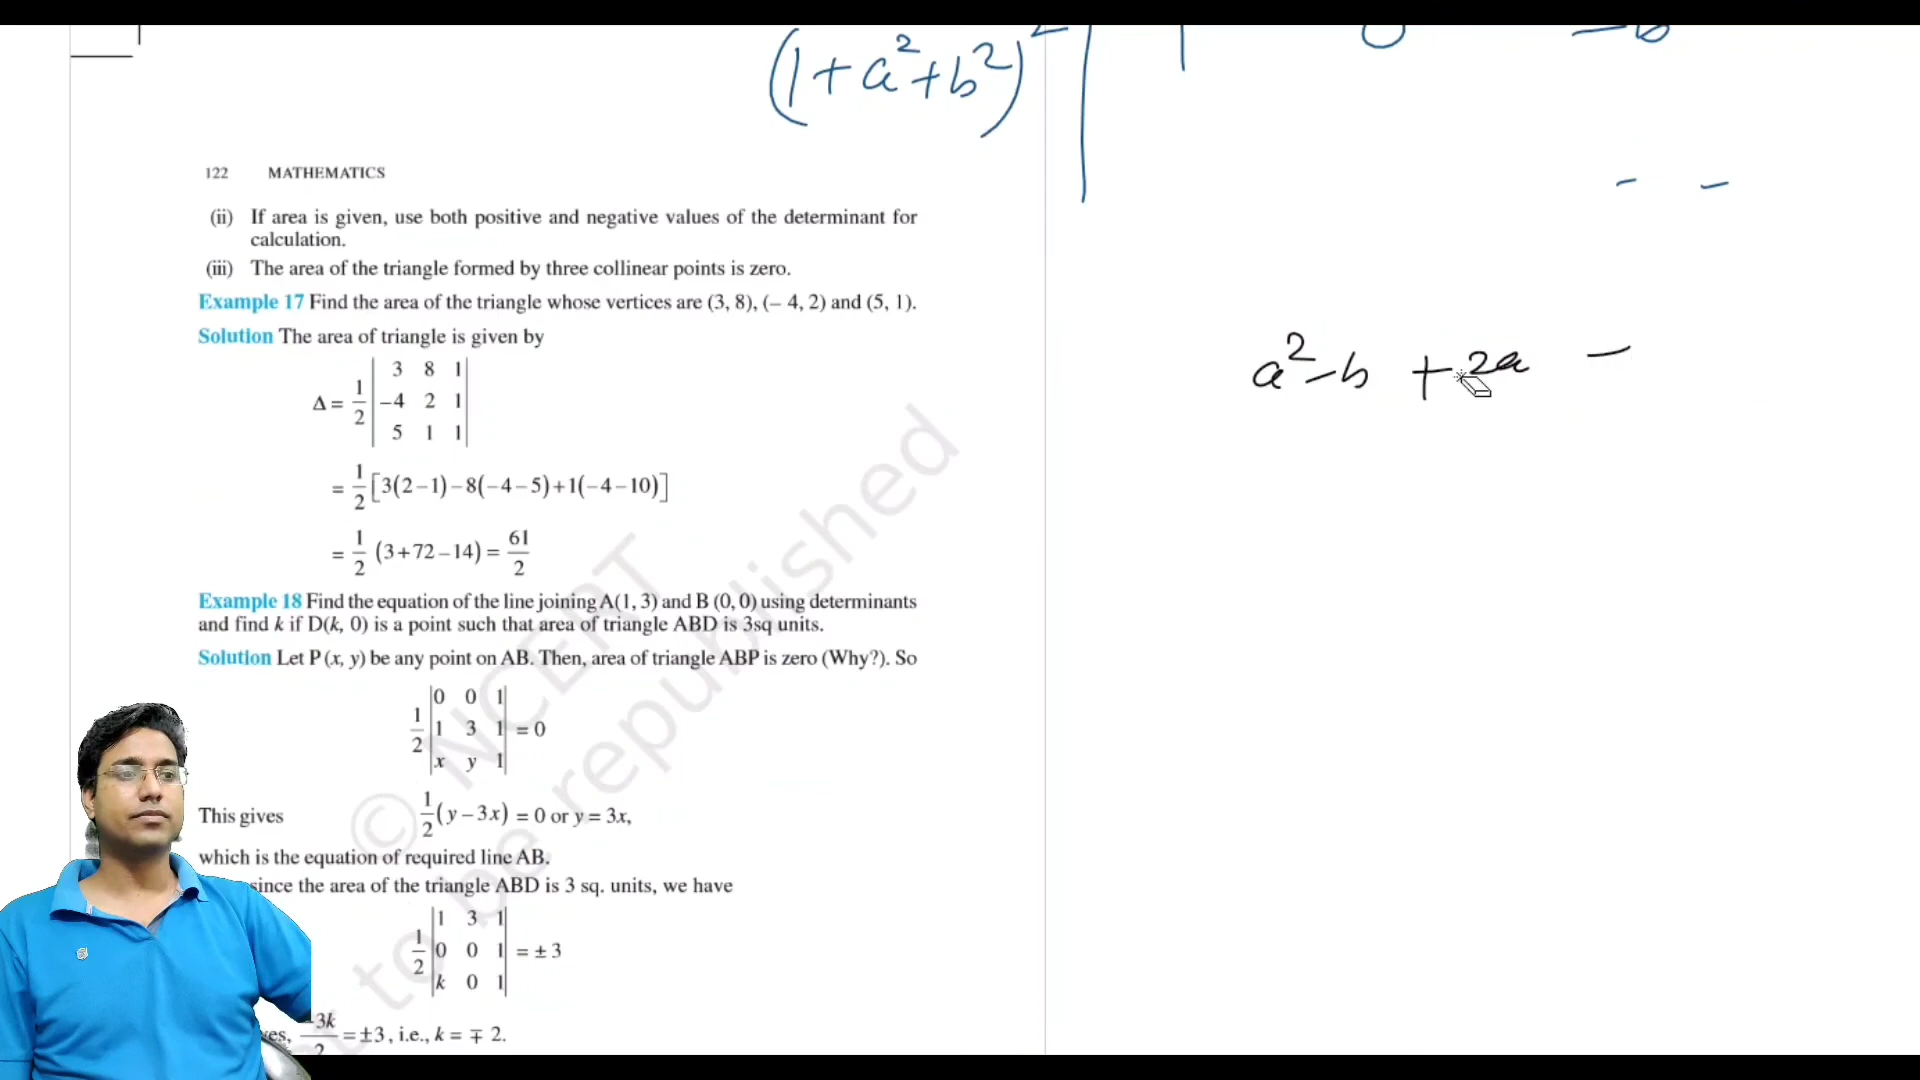 (1+a²+b²)²| 1 0 -b
- -
122 MATHEMATICS
(ii) If area is given, use both positive and negative values of the determinant for
calculation.
(iii) The area of the triangle formed by three collinear points is zero.
Example 17 Find the area of the triangle whose vertices are (3, 8), (– 4, 2) and (5, 1).
Solution The area of triangle is given by
a²-b +2a -
Δ = 1/2 |3 8 1|
|−4 2 1|
|5 1 1|
= 1/2 [3(2−1)−8(−4−5)+1(−4−10)]
= 1/2 (3+72−14) = 61/2
Example 18 Find the equation of the line joining A(1, 3) and B (0, 0) using determinants
and find k if D(k, 0) is a point such that area of triangle ABD is 3sq units.
Solution Let P (x, y) be any point on AB. Then, area of triangle ABP is zero (Why?). So
1/2 |0 0 1|
|1 3 1| = 0
|x y 1|
This gives 1/2 (y−3x) = 0 or y = 3x,
which is the equation of required line AB.
since the area of the triangle ABD is 3 sq. units, we have
1/2 |1 3 1|
|0 0 1| = ± 3
|k 0 1|
−3k/2 = ±3, i.e., k = ∓ 2.
© NCERT
to be republished